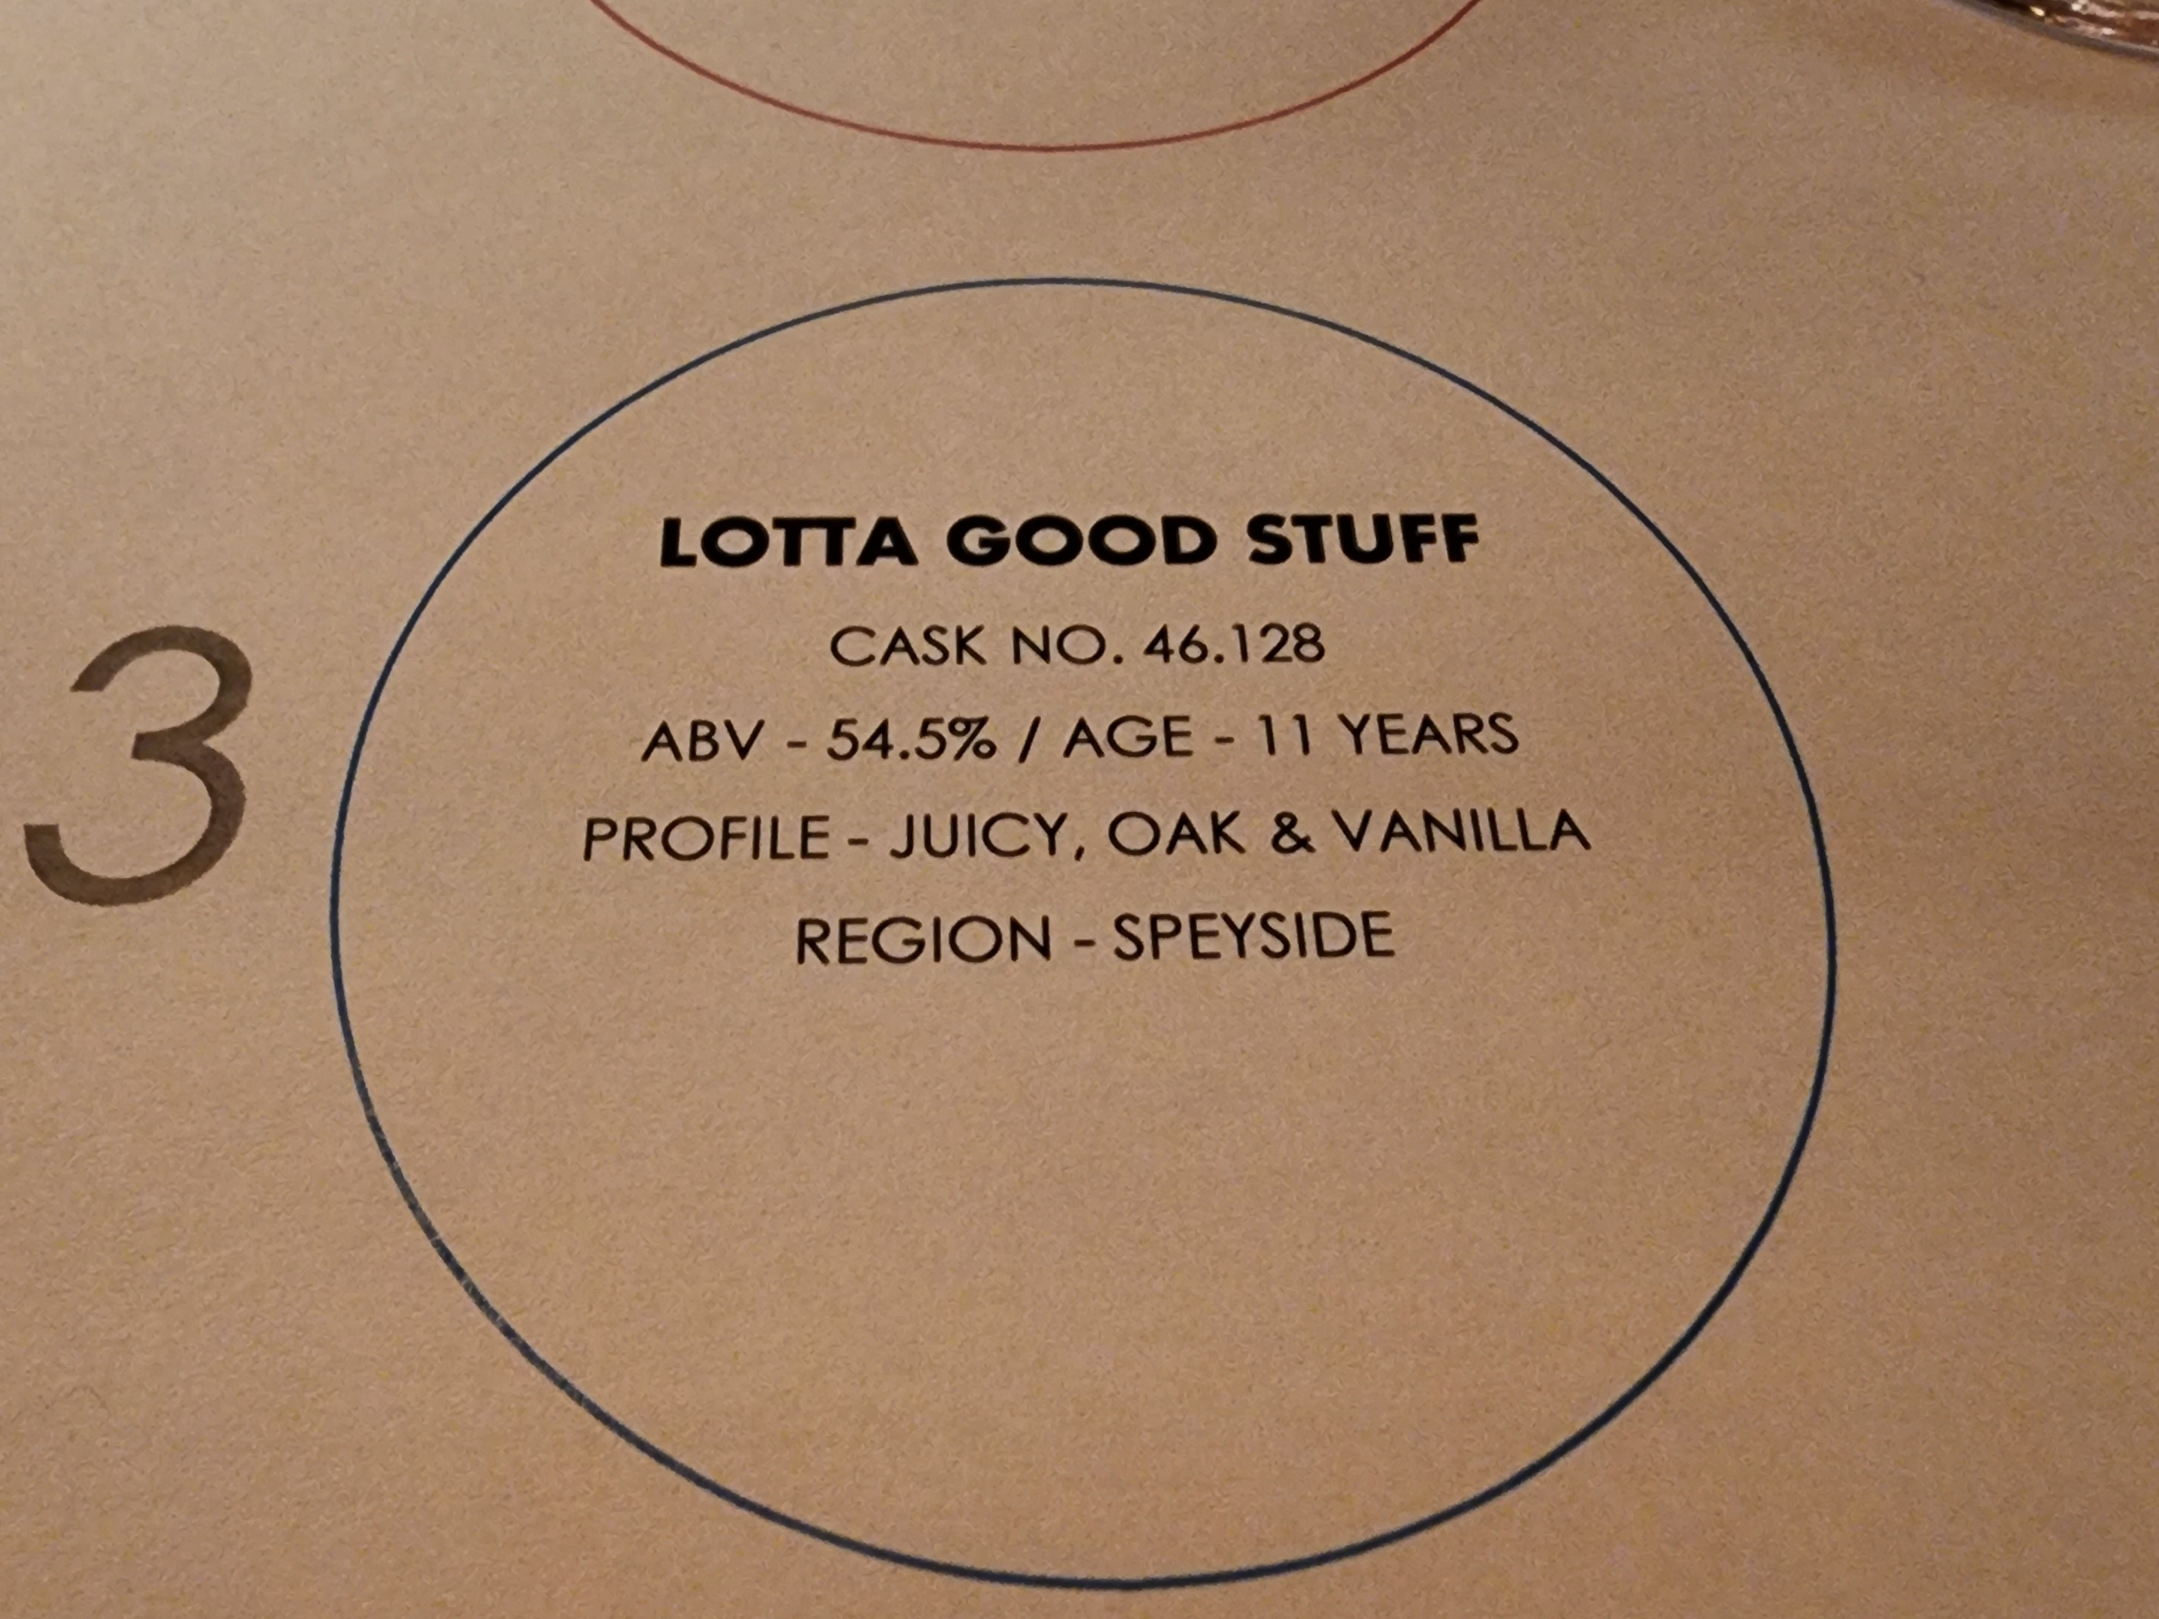 3
LOTTA GOOD STUFF
CASK NO. 46.128
ABV - 54.5% / AGE - 11 YEARS
PROFILE - JUICY, OAK & VANILLA
REGION - SPEYSIDE